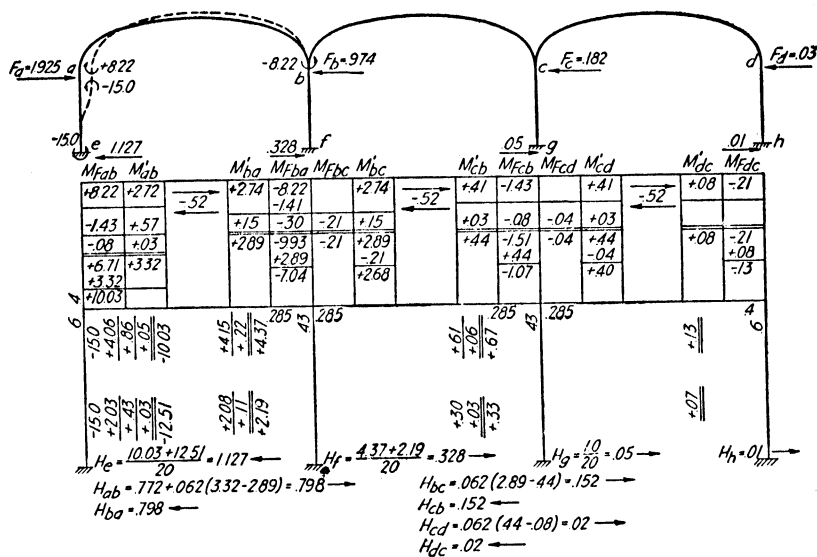 Fa=1.925 a +8.22 -8.22 b Fb=.974 c Fc=.182 d Fd=.03
-15.0
-15.0 e 1.127 .328 f .05 g .01 h
MFab M'ab M'ba MFba MFbc M'bc M'cb MFcb MFcd M'cd M'dc MFdc
+8.22 +2.72 -.52 +2.74 -8.22 +2.74 -.52 +.41 -1.43 +.41 -.52 +.08 -.21
-1.41
-1.43 +.57 +.15 -.30 -.21 +.15 +.03 -.08 -.04 +.03
-.08 +.03 +2.89 -9.93 -.21 +2.89 +.44 -1.51 -.04 +.44 +.08 -.21
+6.71 +3.32 +2.89 -.21 +.44 -.04 +.08
+3.32 -7.04 +2.68 -1.07 +.40 -.13
+10.03
4 4
6 .285 .43 .285 .285 .43 .285 6
-15.0 +4.06 +.86 +.05 -10.03 +4.15 +.22 +4.37 +.61 +.06 +.67 +.13
-15.0 +2.03 +.43 +.03 -12.51 +2.08 +.11 +2.19 +.30 +.03 +.33 +.07
He = 10.03+12.51 / 20 = 1.127
Hf = 4.37+2.19 / 20 = .328
Hg = 1.0 / 20 = .05
Hh = .01
Hab = .772+.062(3.32-2.89) = .798
Hba = .798
Hbc = .062(2.89-.44) = .152
Hcb = .152
Hcd = .062(.44-.08) = .02
Hdc = .02